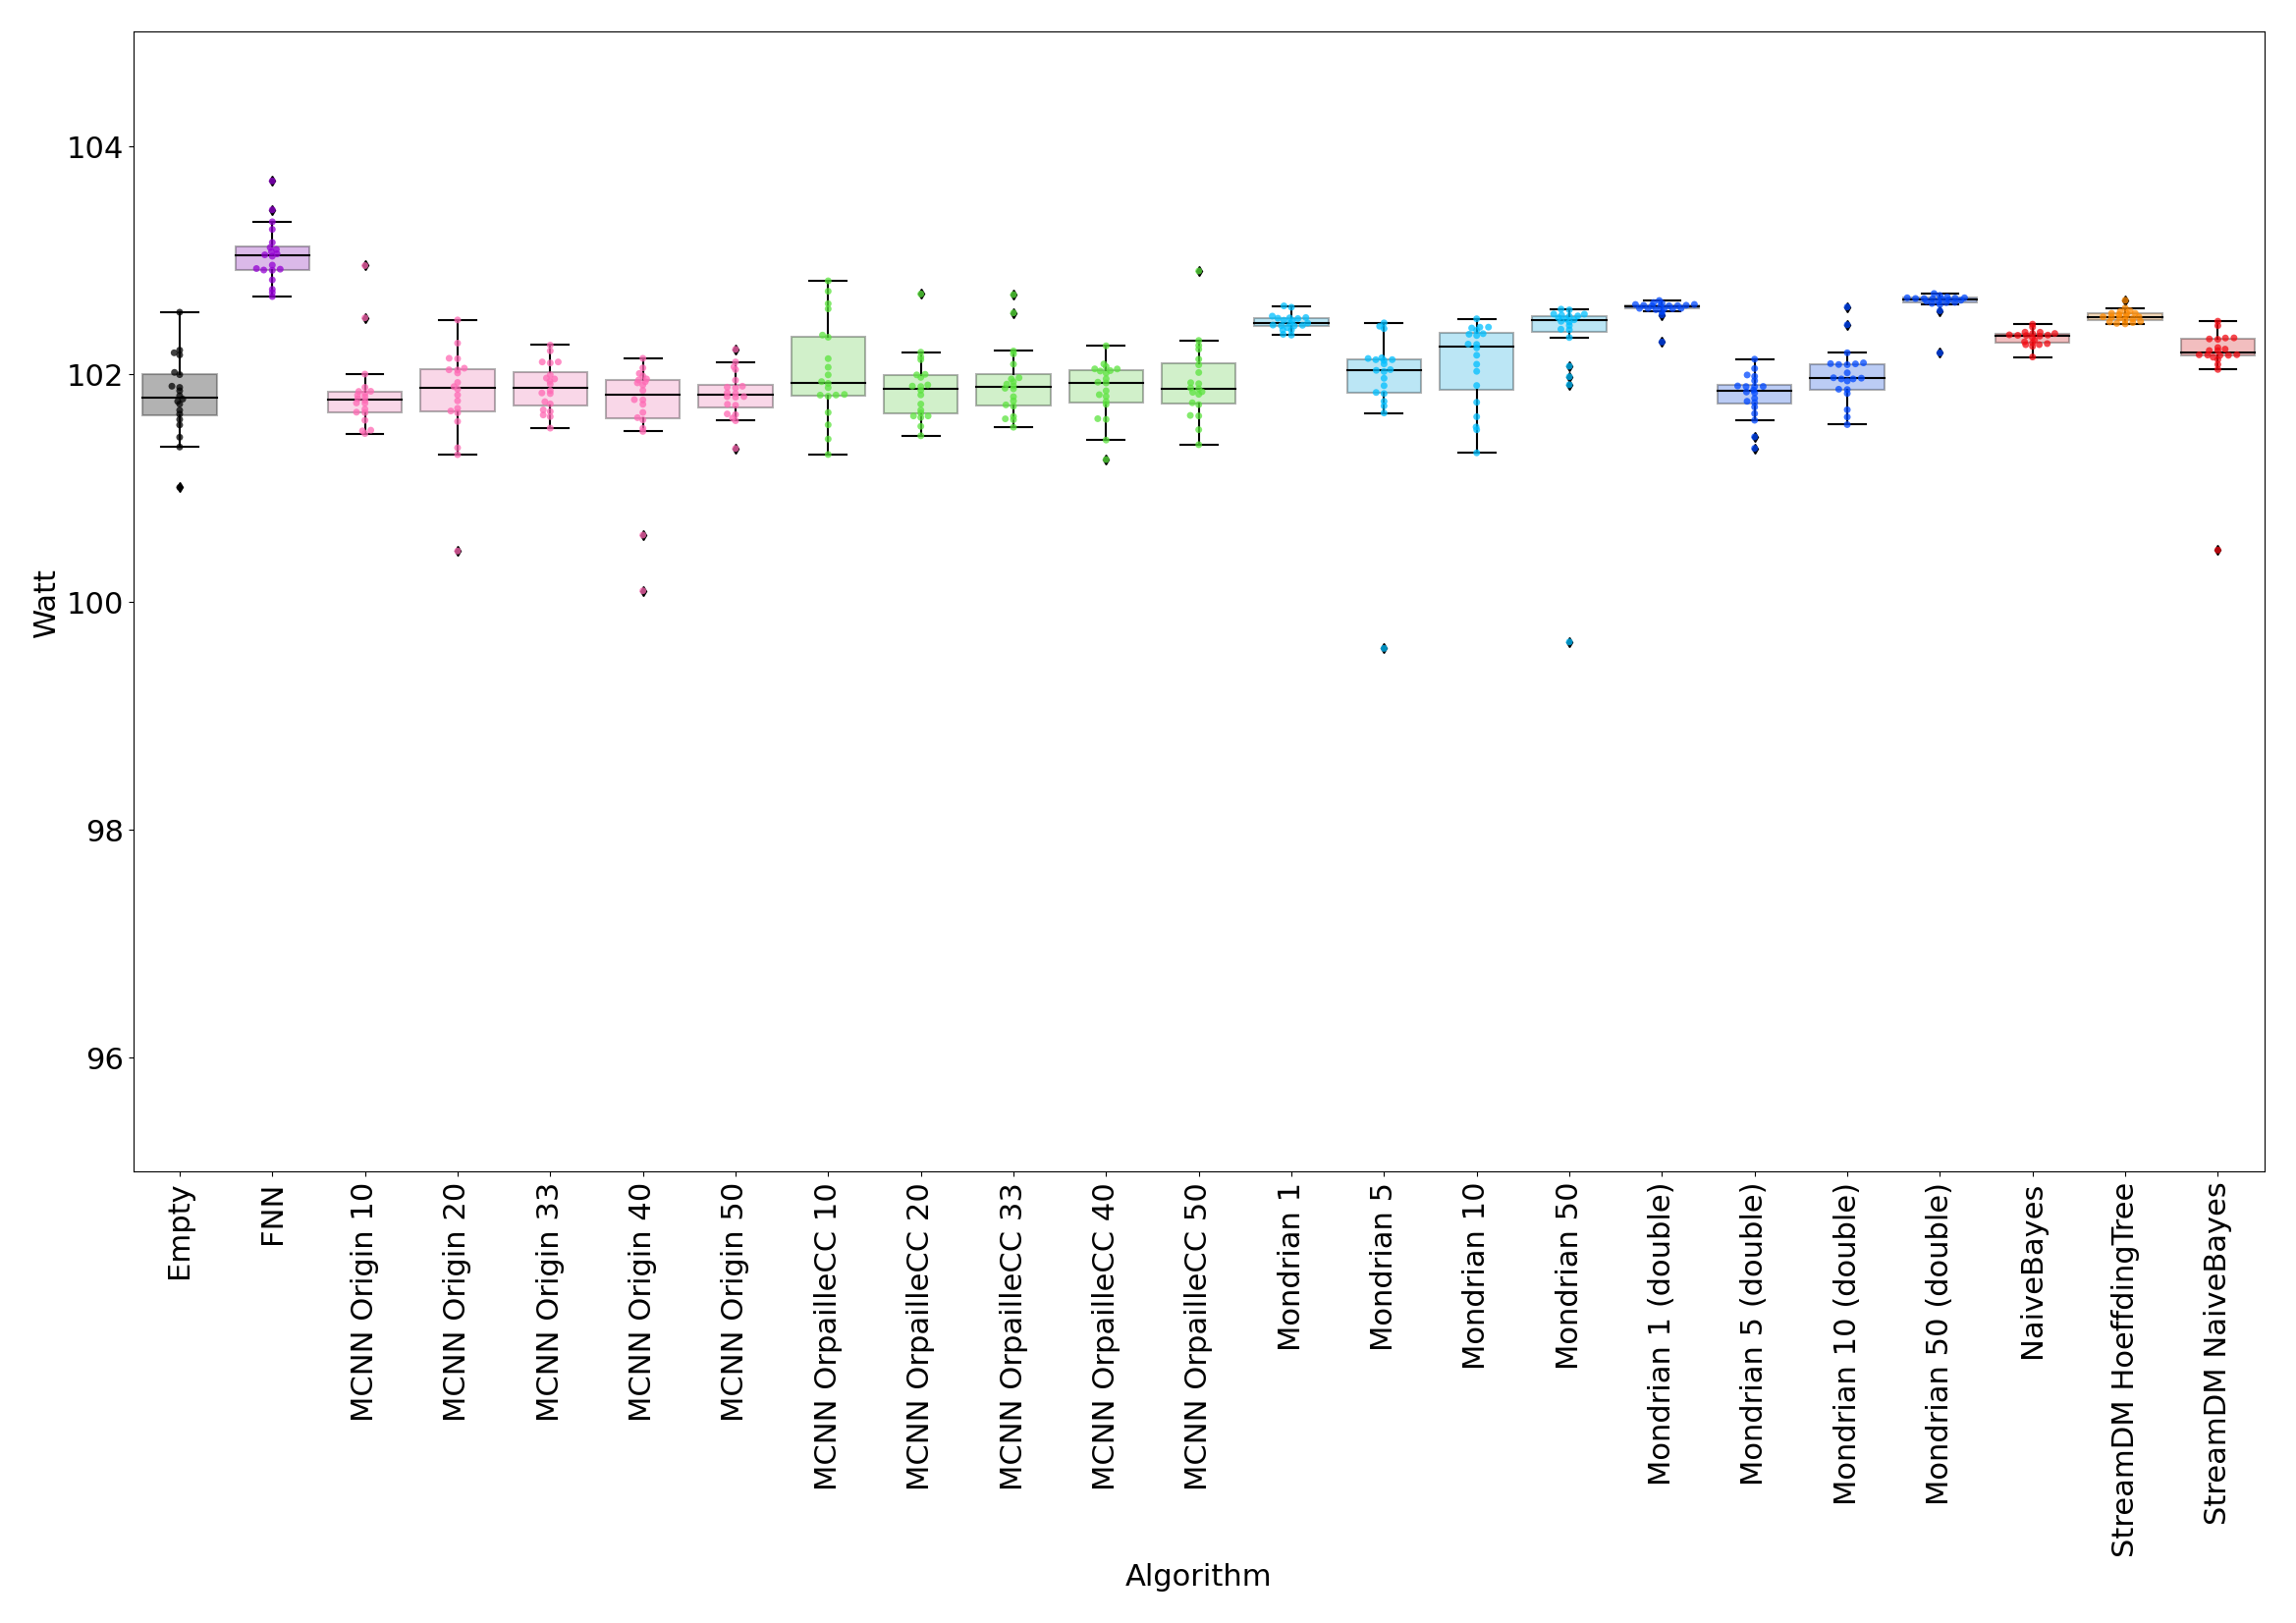 104
102
100
98
96
Watt
Empty
FNN
MCNN Origin 10
MCNN Origin 20
MCNN Origin 33
MCNN Origin 40
MCNN Origin 50
MCNN OrpailleCC 10
MCNN OrpailleCC 20
MCNN OrpailleCC 33
MCNN OrpailleCC 40
MCNN OrpailleCC 50
Mondrian 1
Mondrian 5
Mondrian 10
Mondrian 50
Mondrian 1 (double)
Mondrian 5 (double)
Mondrian 10 (double)
Mondrian 50 (double)
NaiveBayes
StreamDM HoeffdingTree
StreamDM NaiveBayes
Algorithm